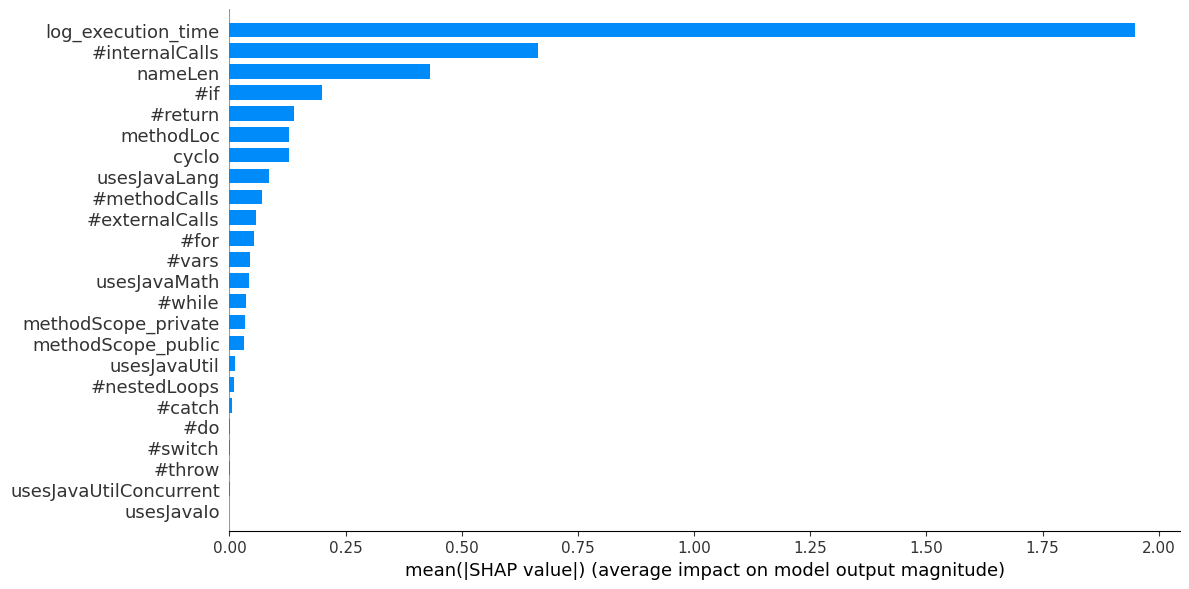 log_execution_time
#internalCalls
nameLen
#if
#return
methodLoc
cyclo
usesJavaLang
#methodCalls
#externalCalls
#for
#vars
usesJavaMath
#while
methodScope_private
methodScope_public
usesJavaUtil
#nestedLoops
#catch
#do
#switch
#throw
usesJavaUtilConcurrent
usesJavaIo
0.00 0.25 0.50 0.75 1.00 1.25 1.50 1.75 2.00
mean(|SHAP value|) (average impact on model output magnitude)